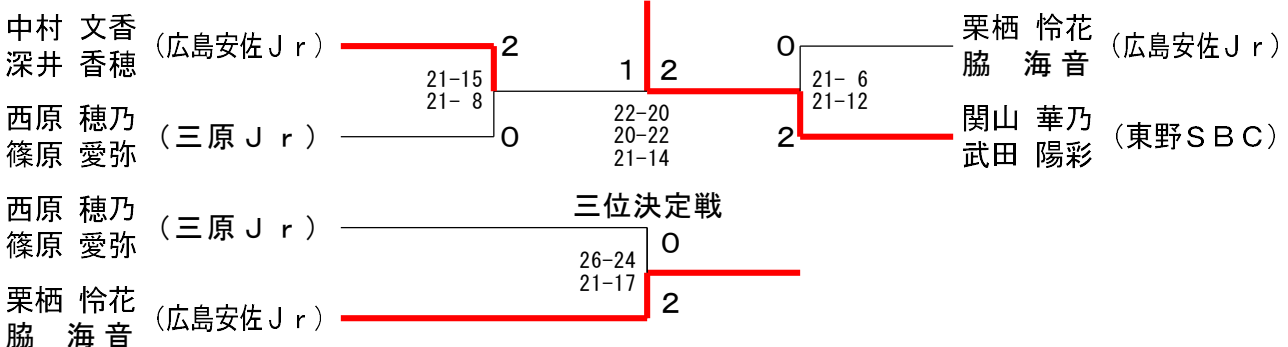 中村 文香
深井 香穂
(広島安佐Ｊｒ)
2
21-15
21- 8
西原 穂乃
篠原 愛弥
(三原Ｊｒ)
0
1 2
22-20
20-22
21-14
0
栗栖 怜花
脇 海音
(広島安佐Ｊｒ)
21- 6
21-12
2
関山 華乃
武田 陽彩
(東野ＳＢＣ)
三位決定戦
西原 穂乃
篠原 愛弥
(三原Ｊｒ)
0
26-24
21-17
栗栖 怜花
脇 海音
(広島安佐Ｊｒ)
2